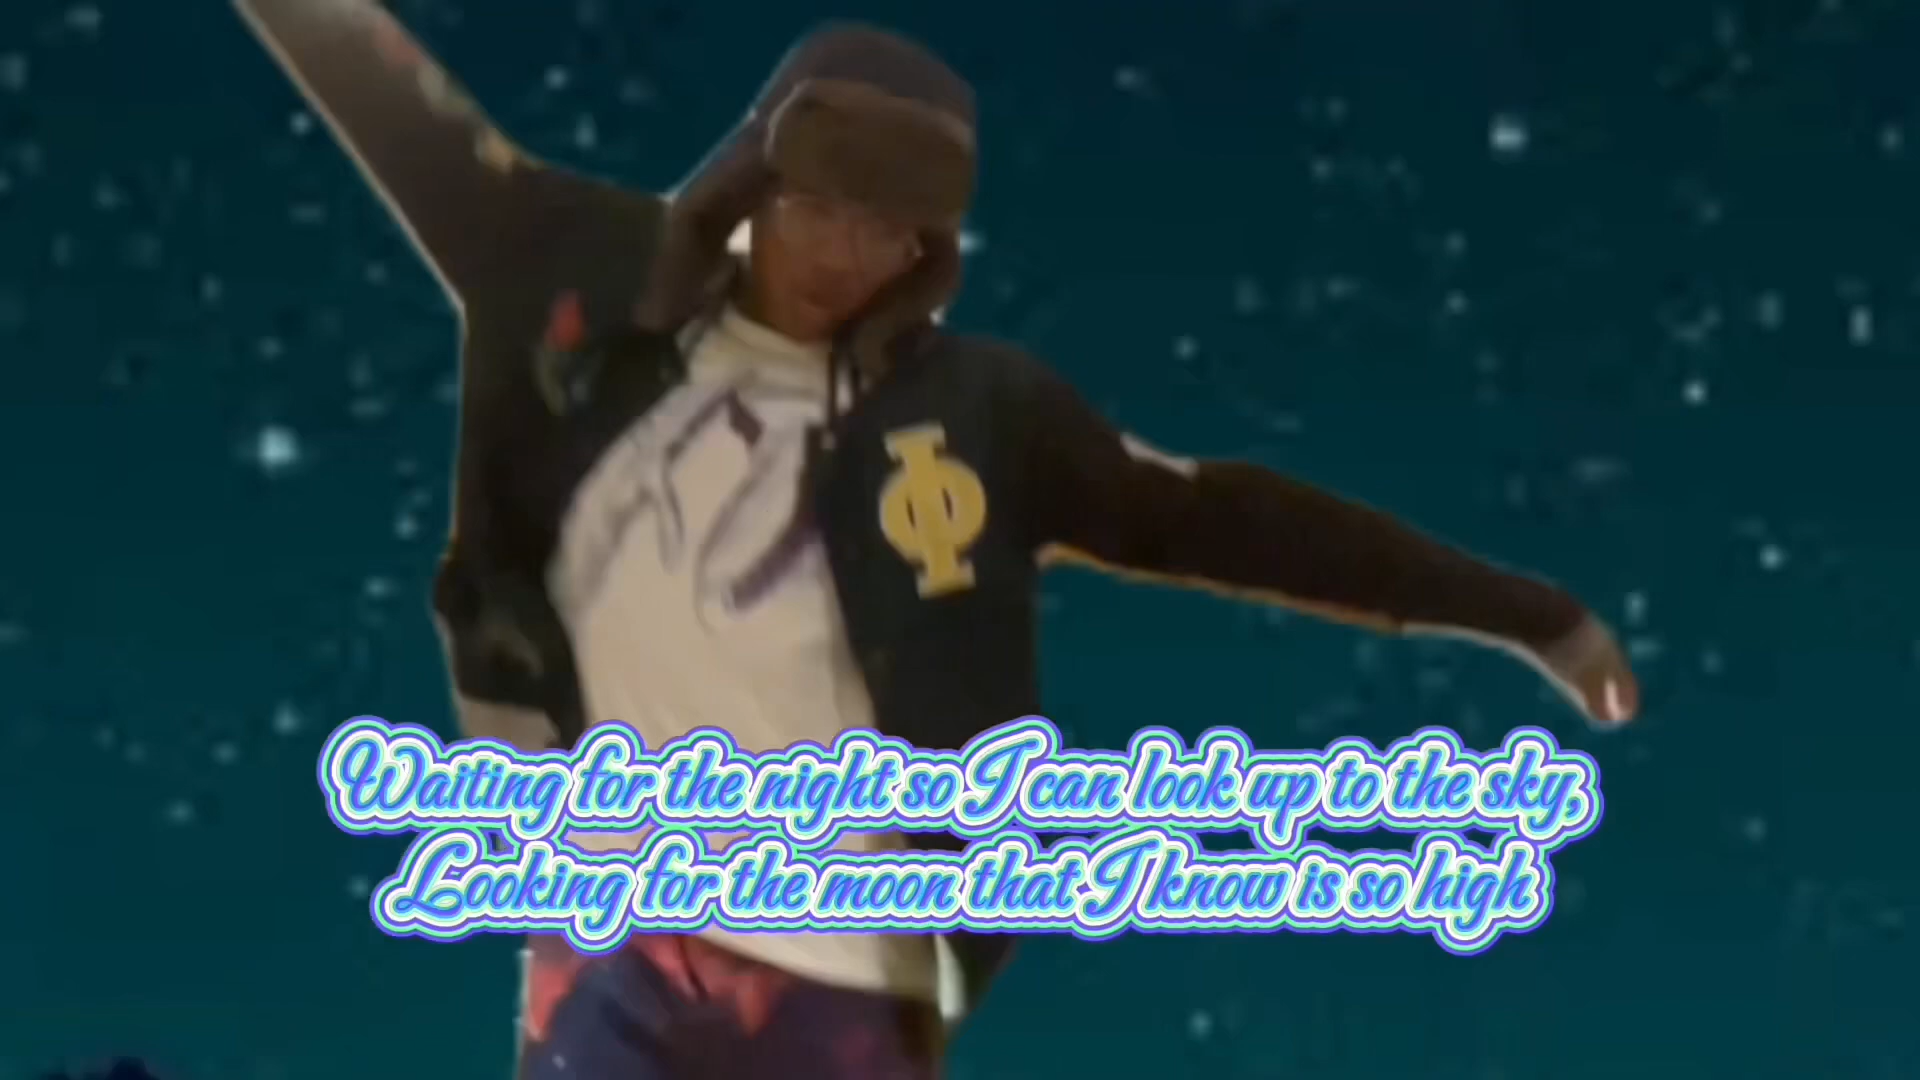 Φ
Waiting for the night so I can look up to the sky,
Looking for the moon that I know is so high